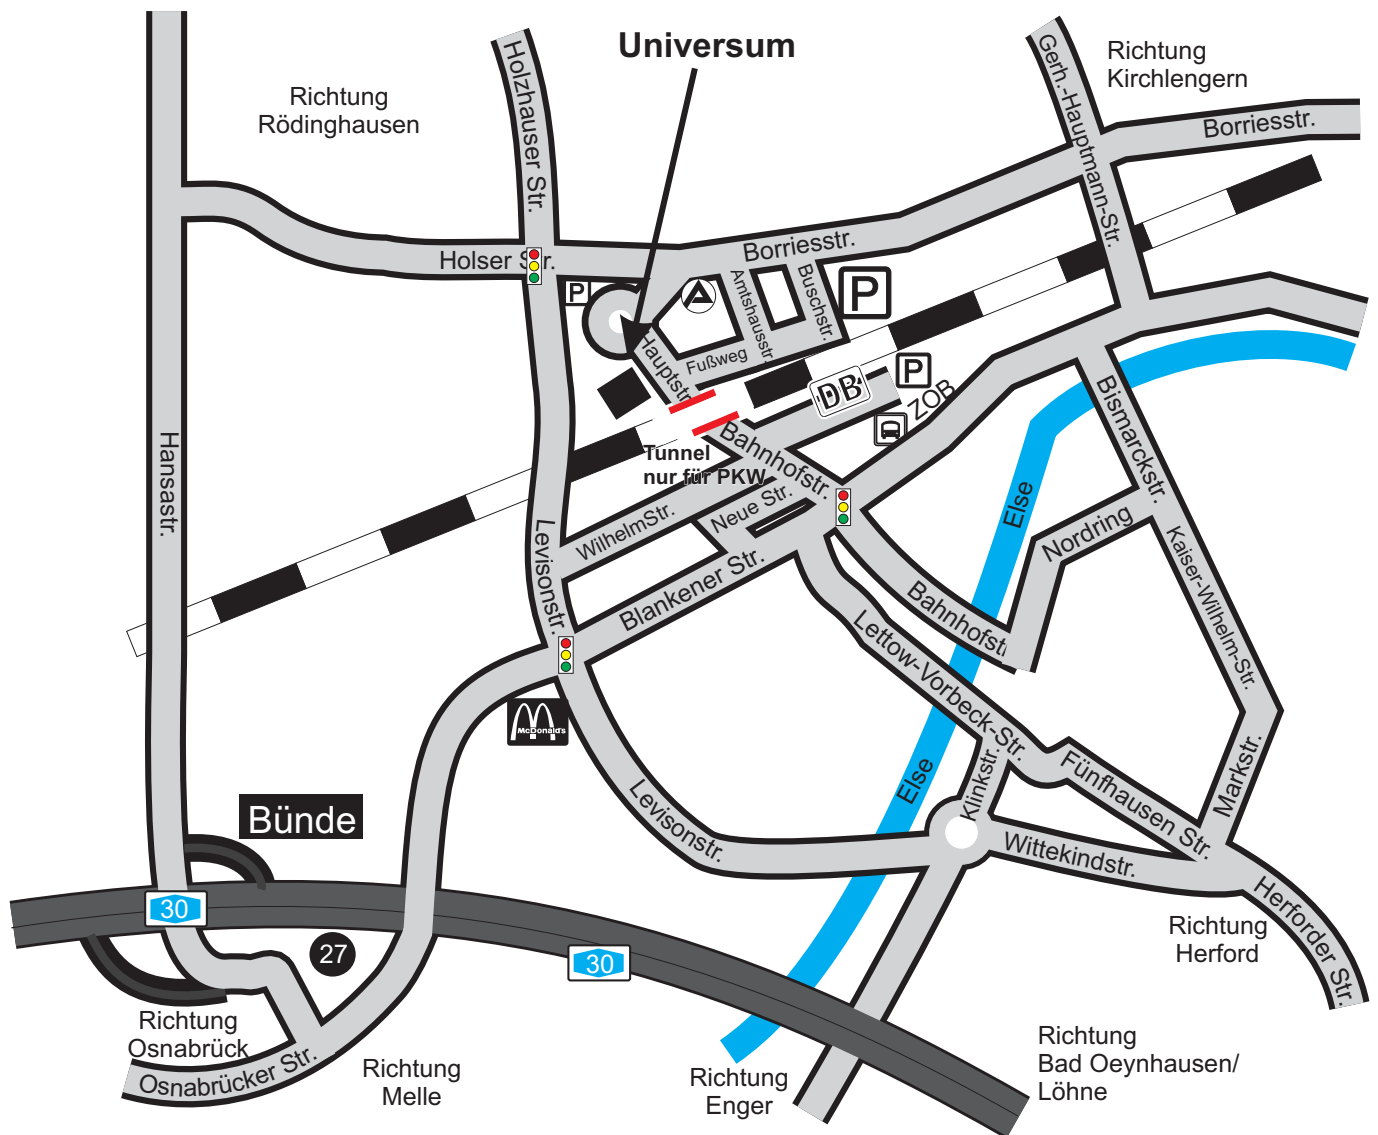 Universum
Richtung
Kirchlengern
Richtung
Rödinghausen
Holzhauser Str.
Gerh.-Hauptmann-Str.
Borriesstr.
Borriesstr.
Holser Str.
P
Amtshausstr.
Buschstr.
P
Hauptstr.
Fußweg
DB
P
ZOB
Tunnel
nur für PKW
Bahnhofstr.
Bismarckstr.
Hansastr.
Levisonstr.
WilhelmStr.
Neue Str.
Else
Nordring
Kaiser-Wilhelm-Str.
Blankener Str.
Bahnhofstr.
Lettow-Vorbeck-Str.
McDonald's
Else
Klinkstr.
Fünfhausen Str.
Markstr.
Levisonstr.
Bünde
Wittekindstr.
Herforder Str.
30
27
30
Richtung
Herford
Richtung
Osnabrück
Osnabrücker Str.
Richtung
Melle
Richtung
Enger
Richtung
Bad Oeynhausen/
Löhne